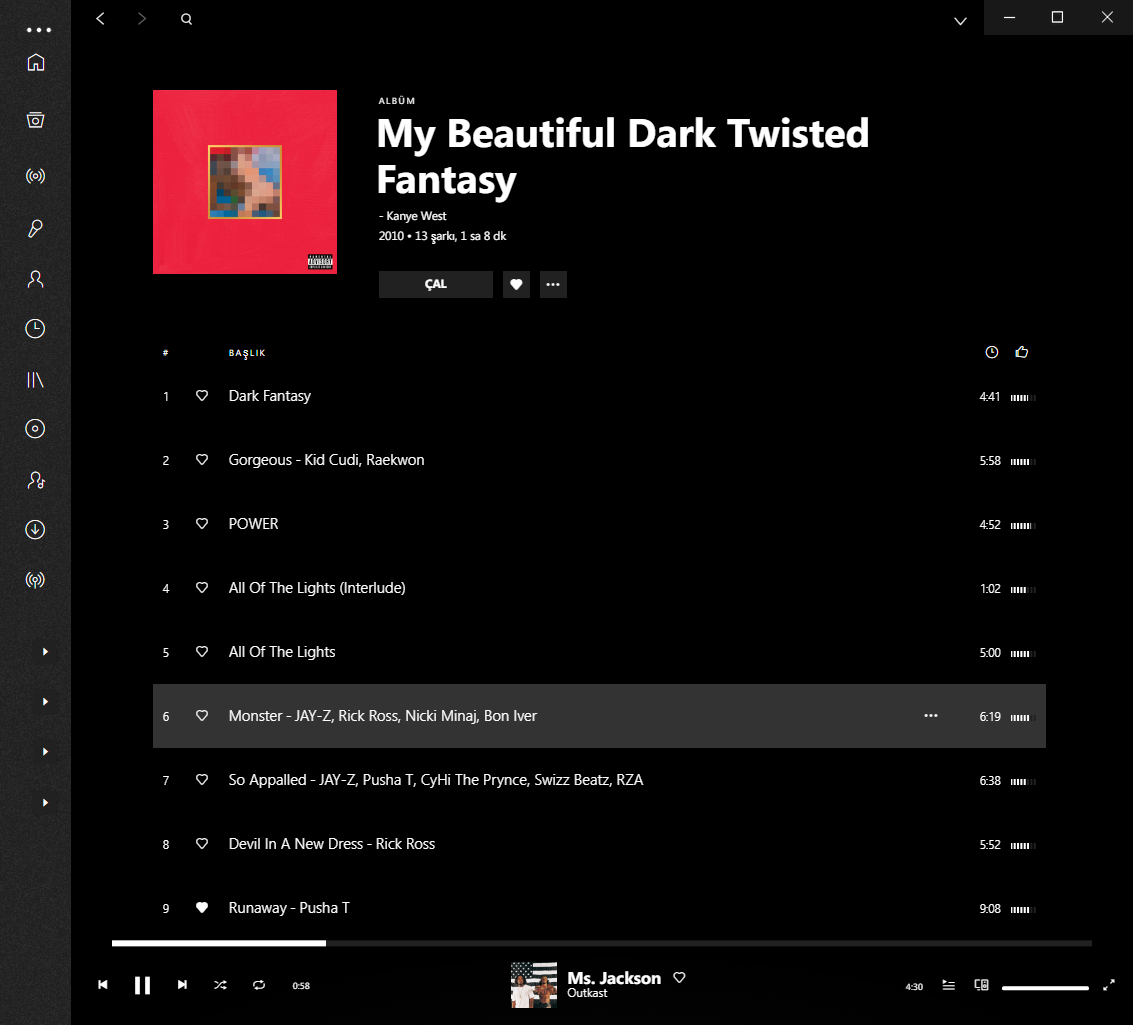 ALBÜM
My Beautiful Dark Twisted
Fantasy
- Kanye West
2010 • 13 şarkı, 1 sa 8 dk
ÇAL
# BAŞLIK
1 Dark Fantasy 4:41
2 Gorgeous - Kid Cudi, Raekwon 5:58
3 POWER 4:52
4 All Of The Lights (Interlude) 1:02
5 All Of The Lights 5:00
6 Monster - JAY-Z, Rick Ross, Nicki Minaj, Bon Iver 6:19
7 So Appalled - JAY-Z, Pusha T, CyHi The Prynce, Swizz Beatz, RZA 6:38
8 Devil In A New Dress - Rick Ross 5:52
9 Runaway - Pusha T 9:08
0:58
Ms. Jackson
Outkast
4:30